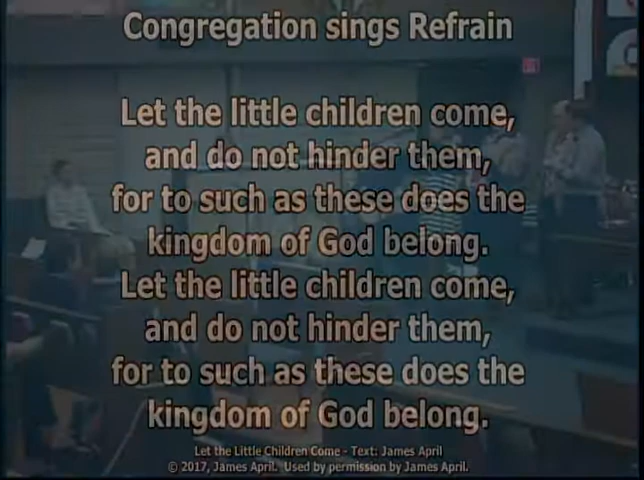 Congregation sings Refrain
Let the little children come,
and do not hinder them,
for to such as these does the
kingdom of God belong.
Let the little children come,
and do not hinder them,
for to such as these does the
kingdom of God belong.
Let the Little Children Come - Text: James April
© 2017, James April. Used by permission by James April.